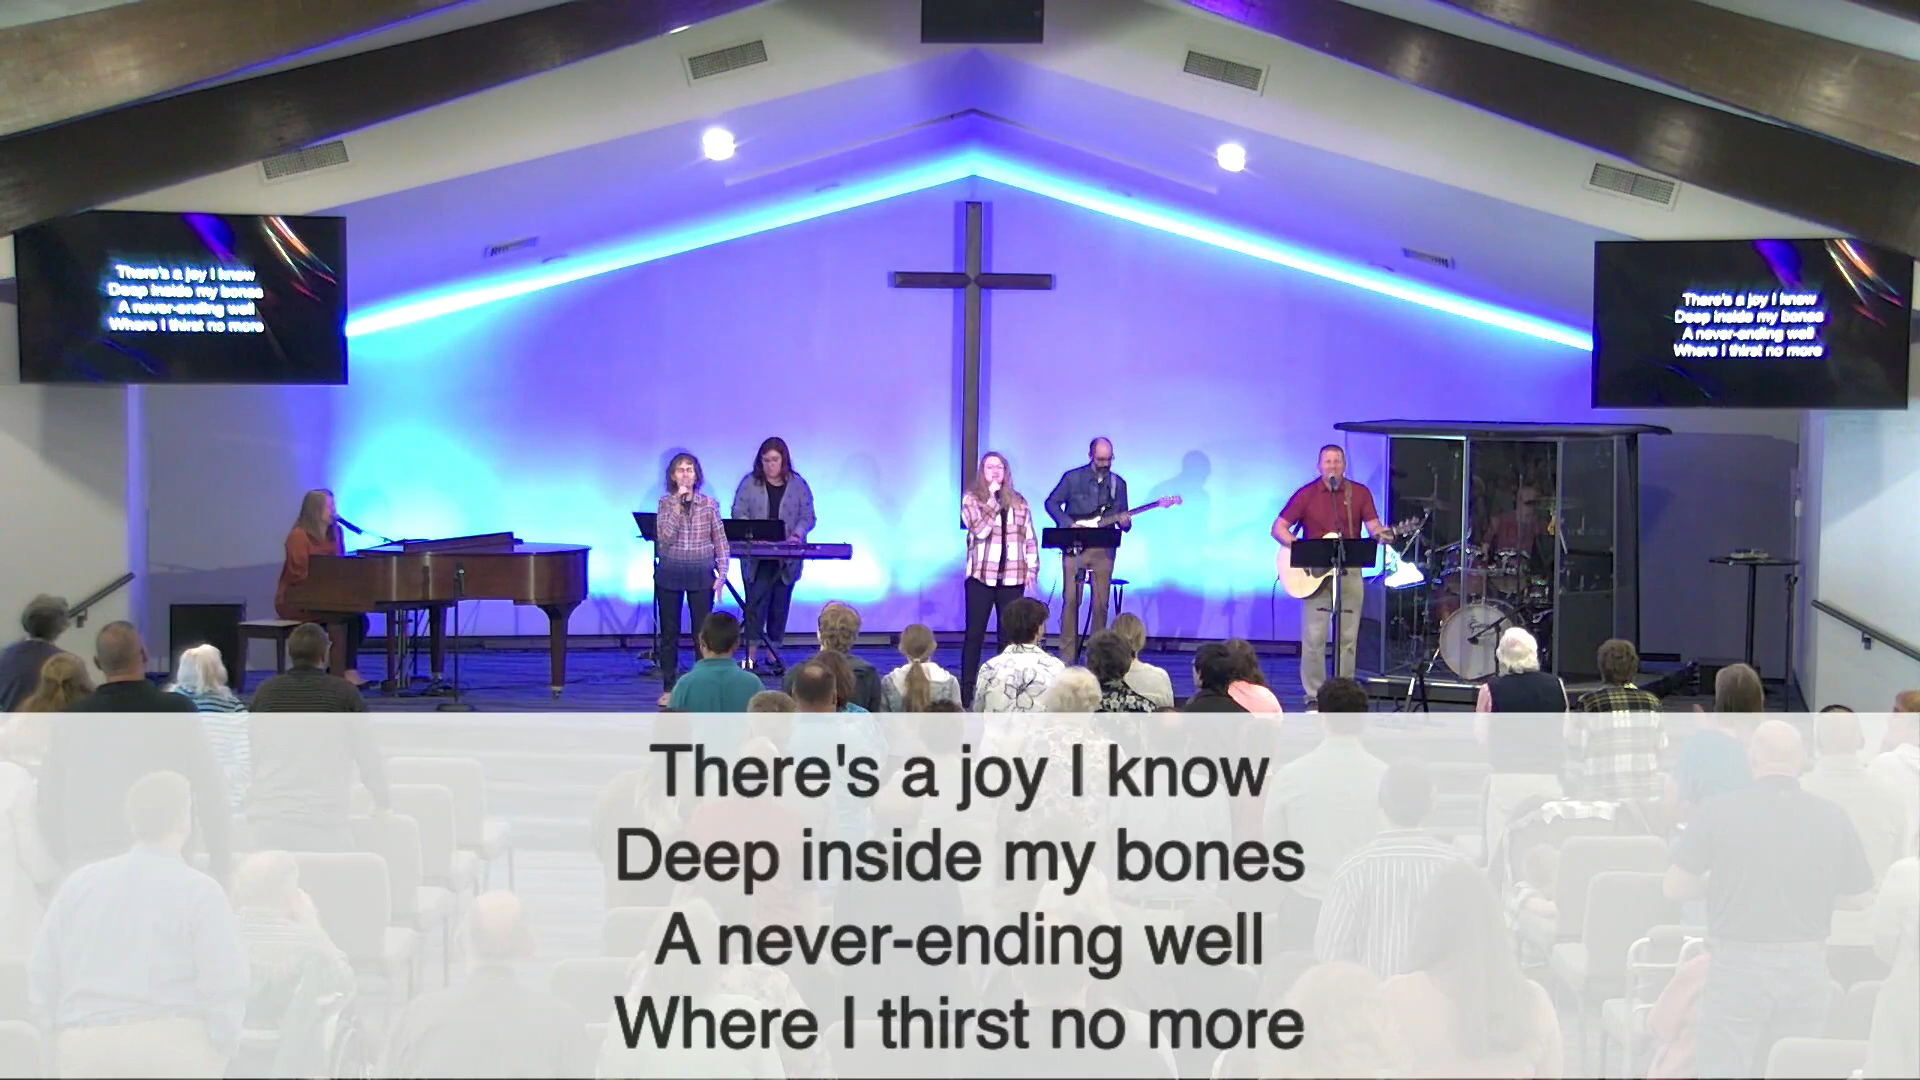 There's a joy I know
Deep inside my bones
A never-ending well
Where I thirst no more
There's a joy I know
Deep inside my bones
A never-ending well
Where I thirst no more
There's a joy I know
Deep inside my bones
A never-ending well
Where I thirst no more